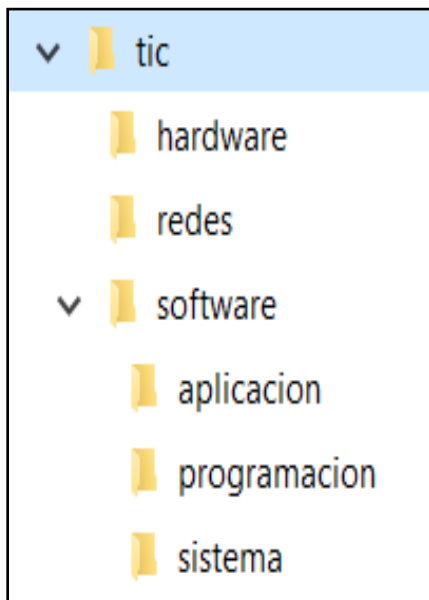 tic
hardware
redes
software
aplicacion
programacion
sistema